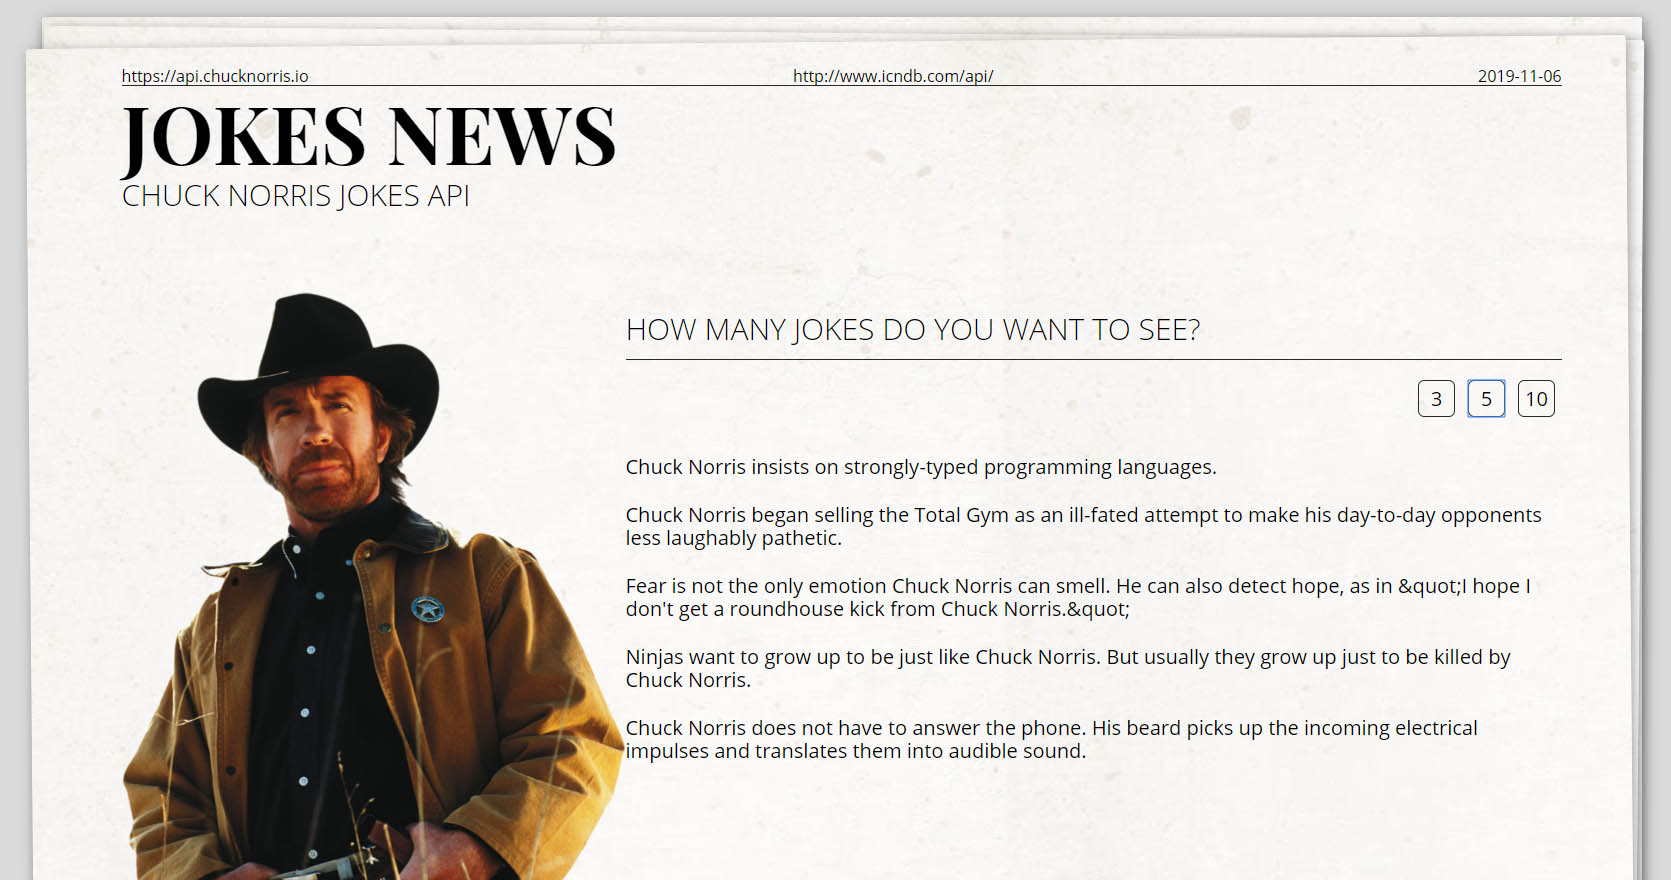 https://api.chucknorris.io http://www.icndb.com/api/ 2019-11-06
JOKES NEWS
CHUCK NORRIS JOKES API
HOW MANY JOKES DO YOU WANT TO SEE?
3 5 10
Chuck Norris insists on strongly-typed programming languages.
Chuck Norris began selling the Total Gym as an ill-fated attempt to make his day-to-day opponents
less laughably pathetic.
Fear is not the only emotion Chuck Norris can smell. He can also detect hope, as in &quot;I hope I
don't get a roundhouse kick from Chuck Norris.&quot;
Ninjas want to grow up to be just like Chuck Norris. But usually they grow up just to be killed by
Chuck Norris.
Chuck Norris does not have to answer the phone. His beard picks up the incoming electrical
impulses and translates them into audible sound.